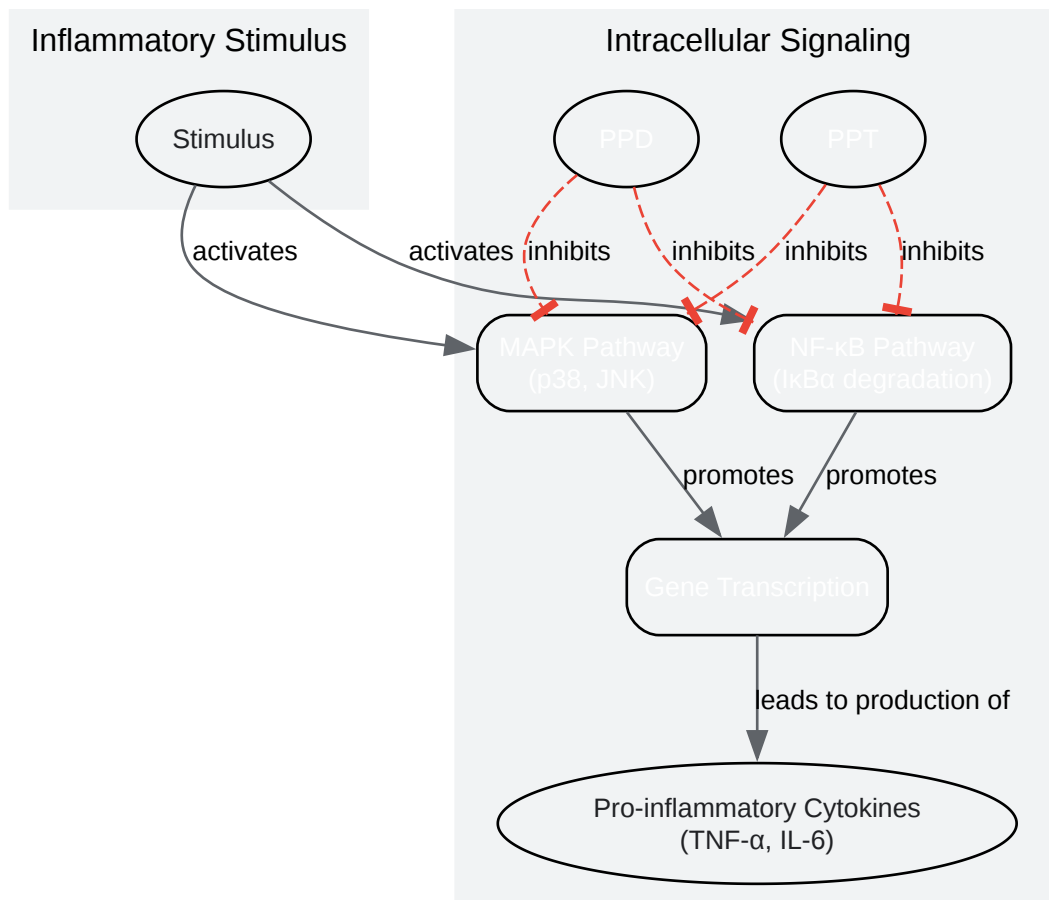 Inflammatory Stimulus
Intracellular Signaling
Stimulus
PPD
PPT
activates
activates
inhibits
inhibits
inhibits
inhibits
MAPK Pathway
(p38, JNK)
NF-κB Pathway
(IκBα degradation)
promotes
promotes
Gene Transcription
leads to production of
Pro-inflammatory Cytokines
(TNF-α, IL-6)